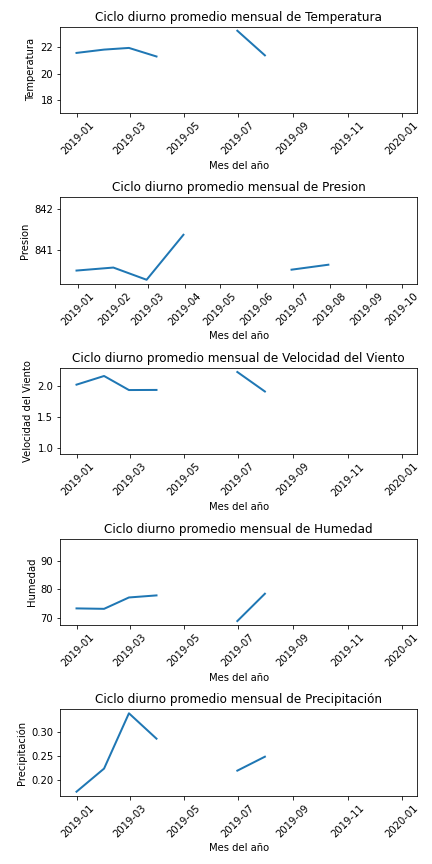 Ciclo diurno promedio mensual de Temperatura
Temperatura
22
20
18
2019-01 2019-03 2019-05 2019-07 2019-09 2019-11 2020-01
Mes del año
Ciclo diurno promedio mensual de Presion
Presion
842
841
2019-01 2019-02 2019-03 2019-04 2019-05 2019-06 2019-07 2019-08 2019-09 2019-10
Mes del año
Ciclo diurno promedio mensual de Velocidad del Viento
Velocidad del Viento
2.0
1.5
1.0
2019-01 2019-03 2019-05 2019-07 2019-09 2019-11 2020-01
Mes del año
Ciclo diurno promedio mensual de Humedad
Humedad
90
80
70
2019-01 2019-03 2019-05 2019-07 2019-09 2019-11 2020-01
Mes del año
Ciclo diurno promedio mensual de Precipitación
Precipitación
0.30
0.25
0.20
2019-01 2019-03 2019-05 2019-07 2019-09 2019-11 2020-01
Mes del año